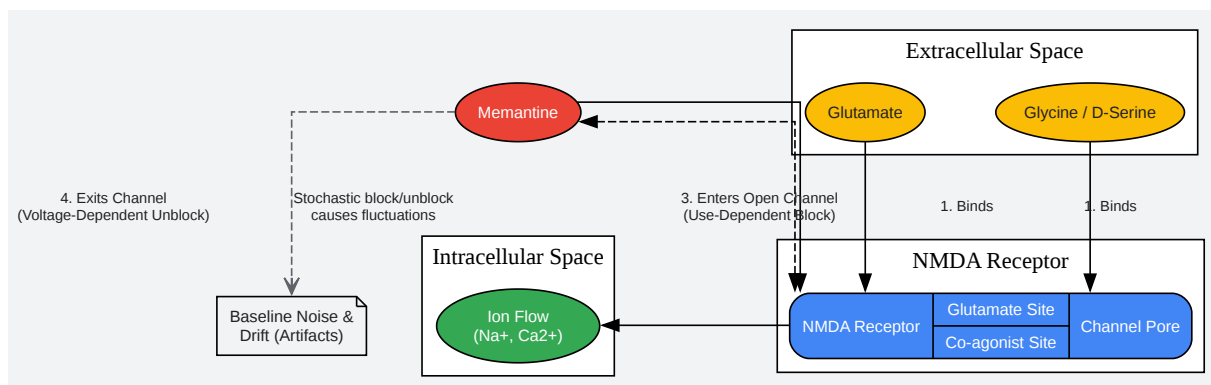 Extracellular Space
Memantine
Glutamate
Glycine / D-Serine
4. Exits Channel
(Voltage-Dependent Unblock)
Stochastic block/unblock
causes fluctuations
3. Enters Open Channel
(Use-Dependent Block)
1. Binds
1. Binds
Intracellular Space
NMDA Receptor
Baseline Noise &
Drift (Artifacts)
Ion Flow
(Na+, Ca2+)
NMDA Receptor
Glutamate Site
Co-agonist Site
Channel Pore